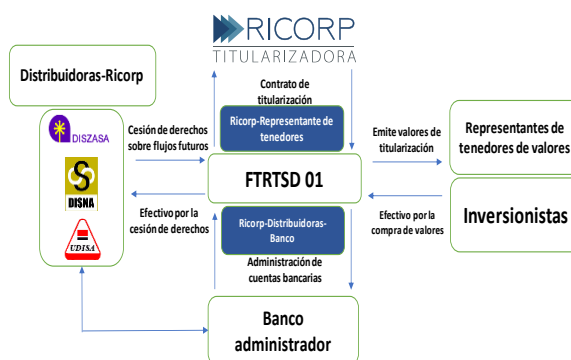 RICORP
TITULARIZADORA
Distribuidoras-Ricorp
DISZASA
S
DISNA
UDISA
Contrato de
titularización
Ricorp-Representante de
tenedores
Cesión de derechos
sobre flujos futuros
Emite valores de
titularización
Representantes de
tenedores de valores
FTRTSD 01
Efectivo por la
cesión de derechos
Ricorp-Distribuidoras-
Banco
Efectivo por la
compra de valores
Inversionistas
Administración de
cuentas bancarias
Banco
administrador